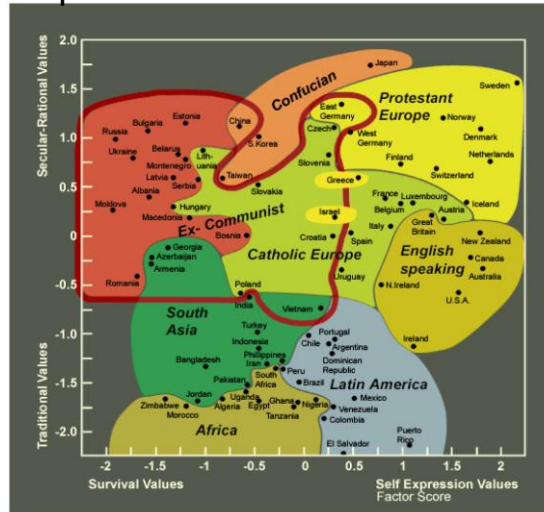 Secular-Rational Values
Traditional Values
2.0
1.5
1.0
0.5
0
-0.5
-1.0
-1.5
-2.0
Japan
Confucian
Protestant
Europe
Sweden
East
Germany
Norway
Estonia
China
Bulgaria
Russia
S.Korea
Czech
West
Germany
Denmark
Ukraine
Belarus
Lith-
uania
Montenegro
Slovenia
Finland
Netherlands
Switzerland
Latvia
Serbia
Taiwan
Greece
Slovakia
Albania
France
Luxembourg
Iceland
Moldova
Hungary
Belgium
Austria
Macedonia
Ex- Communist
Israel
Great
Britain
Italy
Bosnia
Catholic Europe
Croatia
Spain
New Zealand
Georgia
English
speaking
Azerbaijan
Canada
Armenia
Uruguay
Australia
Romania
N.Ireland
Poland
India
U.S.A.
South
Asia
Vietnam
Turkey
Chile
Portugal
Argentina
Ireland
Indonesia
Dominican
Republic
Philippines
Bangladesh
Iran
South
Africa
Peru
Latin America
Pakistan
Brazil
Jordan
Uganda
Mexico
Zimbabwe
Algeria
Egypt
Ghana
Nigeria
Venezuela
Morocco
Tanzania
Colombia
Africa
El Salvador
Puerto
Rico
-2
-1.5
-1
-0.5
0
0.5
1
1.5
2
Survival Values
Self Expression Values
Factor Score